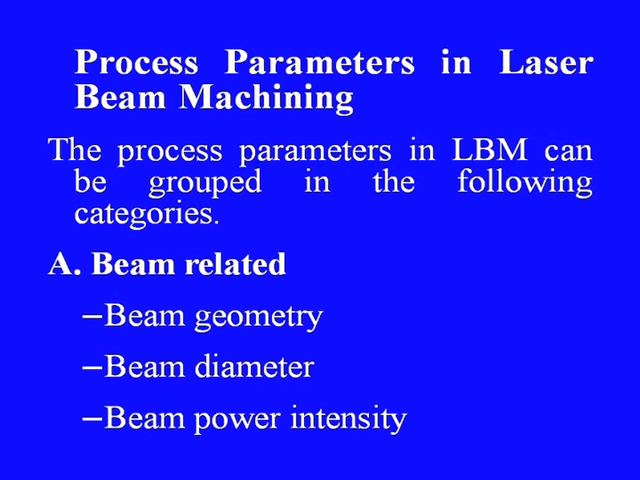 Process Parameters in Laser
Beam Machining
The process parameters in LBM can
be grouped in the following
categories.
A. Beam related
–Beam geometry
–Beam diameter
–Beam power intensity